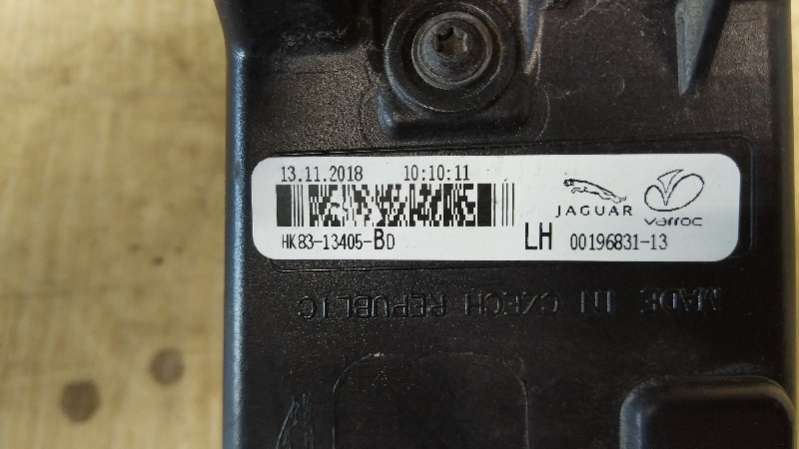 13.11.2018 10:10:11
JAGUAR
varroc
HK83-13405-BD
LH 00196831-13
MADE IN CZECH REPUBLIC